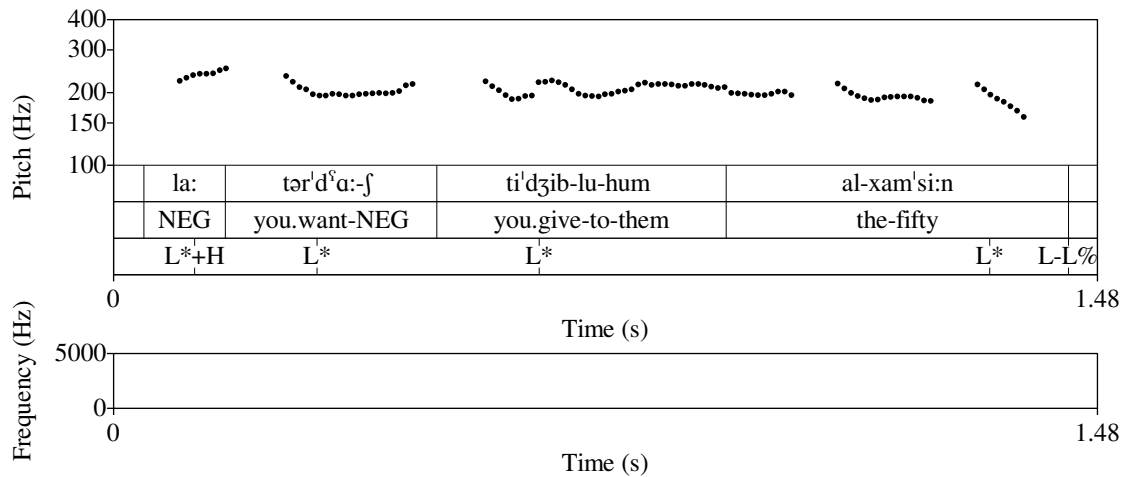 400
300
200
150
100
Pitch (Hz)
la: tərˈdˤɑ:-ʃ tiˈdʒib-lu-hum al-xamˈsi:n
NEG you.want-NEG you.give-to-them the-fifty
L*+H L* L* L* L-L%
0 1.48
Time (s)
5000
0
Frequency (Hz)
0 1.48
Time (s)